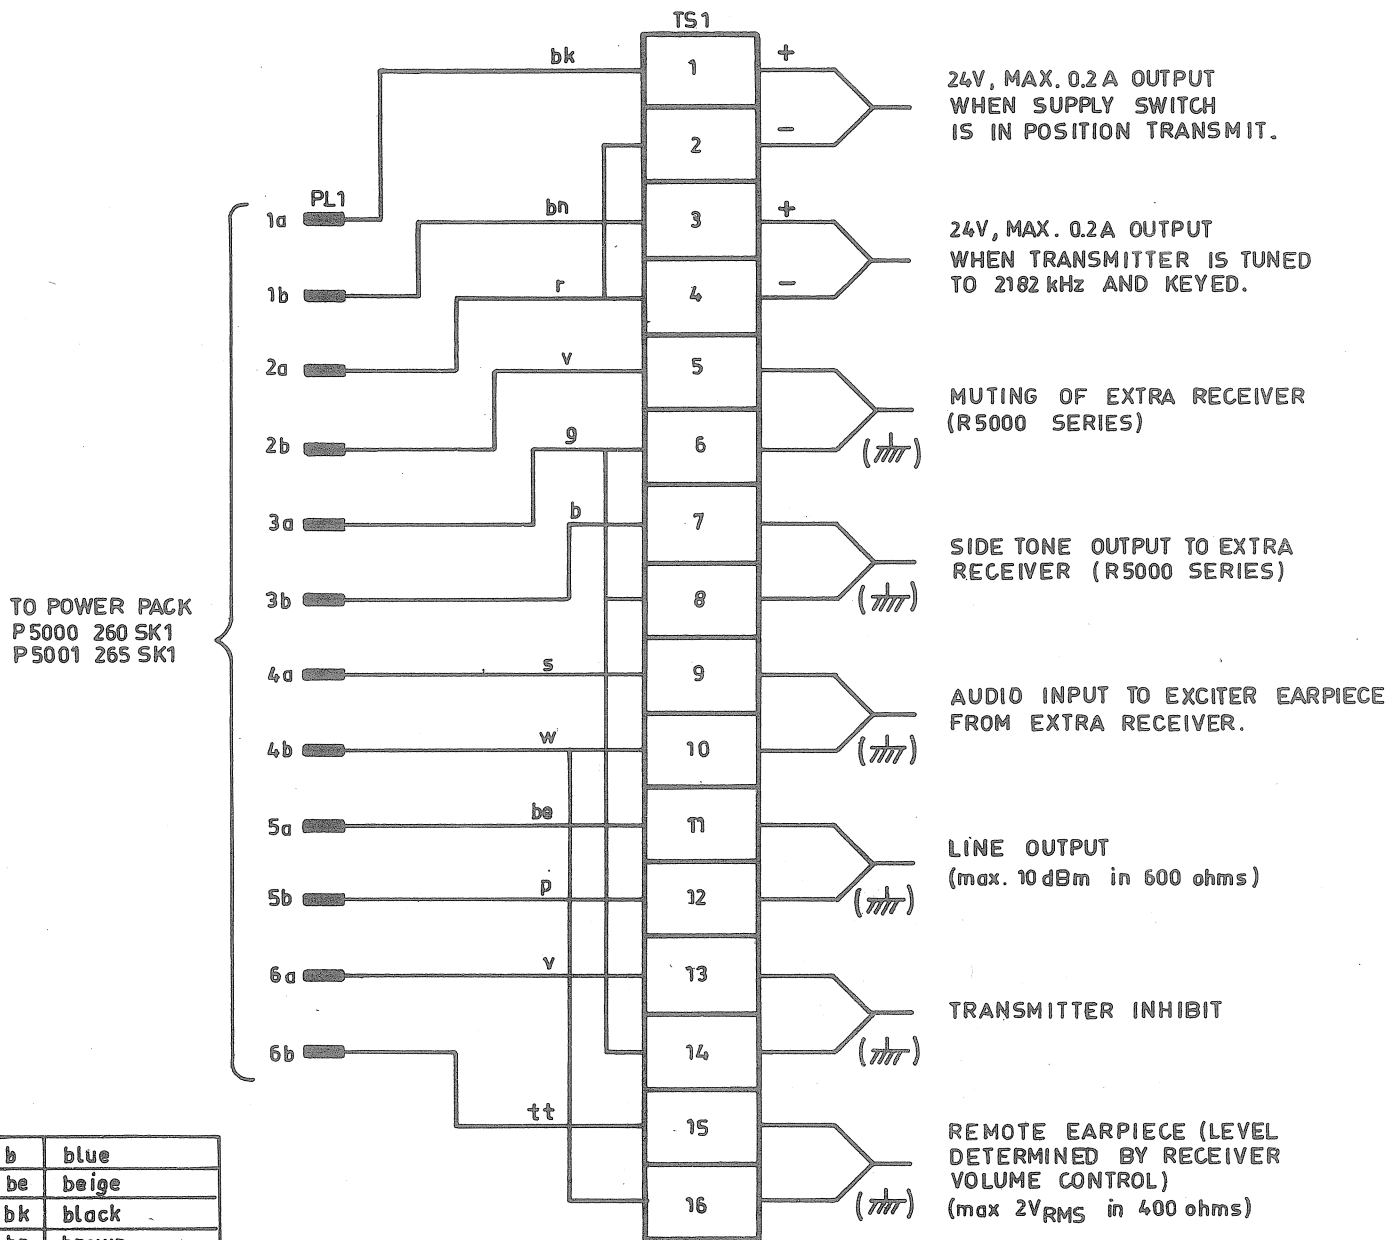 TS1
bk
1
+
24V, MAX. 0.2 A OUTPUT
WHEN SUPPLY SWITCH
IS IN POSITION TRANSMIT.
2
−
PL1
1a
bn
3
+
24V, MAX. 0.2A OUTPUT
WHEN TRANSMITTER IS TUNED
TO 2182 kHz AND KEYED.
1b
r
4
−
2a
v
5
MUTING OF EXTRA RECEIVER
(R5000 SERIES)
2b
g
6
3a
b
7
SIDE TONE OUTPUT TO EXTRA
RECEIVER (R5000 SERIES)
3b
8
TO POWER PACK
P5000 260 SK1
P5001 265 SK1
4a
s
9
AUDIO INPUT TO EXCITER EARPIECE
FROM EXTRA RECEIVER.
4b
w
10
5a
be
11
LINE OUTPUT
(max. 10 dBm in 600 ohms)
5b
p
12
6a
v
13
TRANSMITTER INHIBIT
6b
14
tt
15
REMOTE EARPIECE (LEVEL
DETERMINED BY RECEIVER
VOLUME CONTROL)
(max 2VRMS in 400 ohms)
16
b blue
be beige
bk black
bn brown